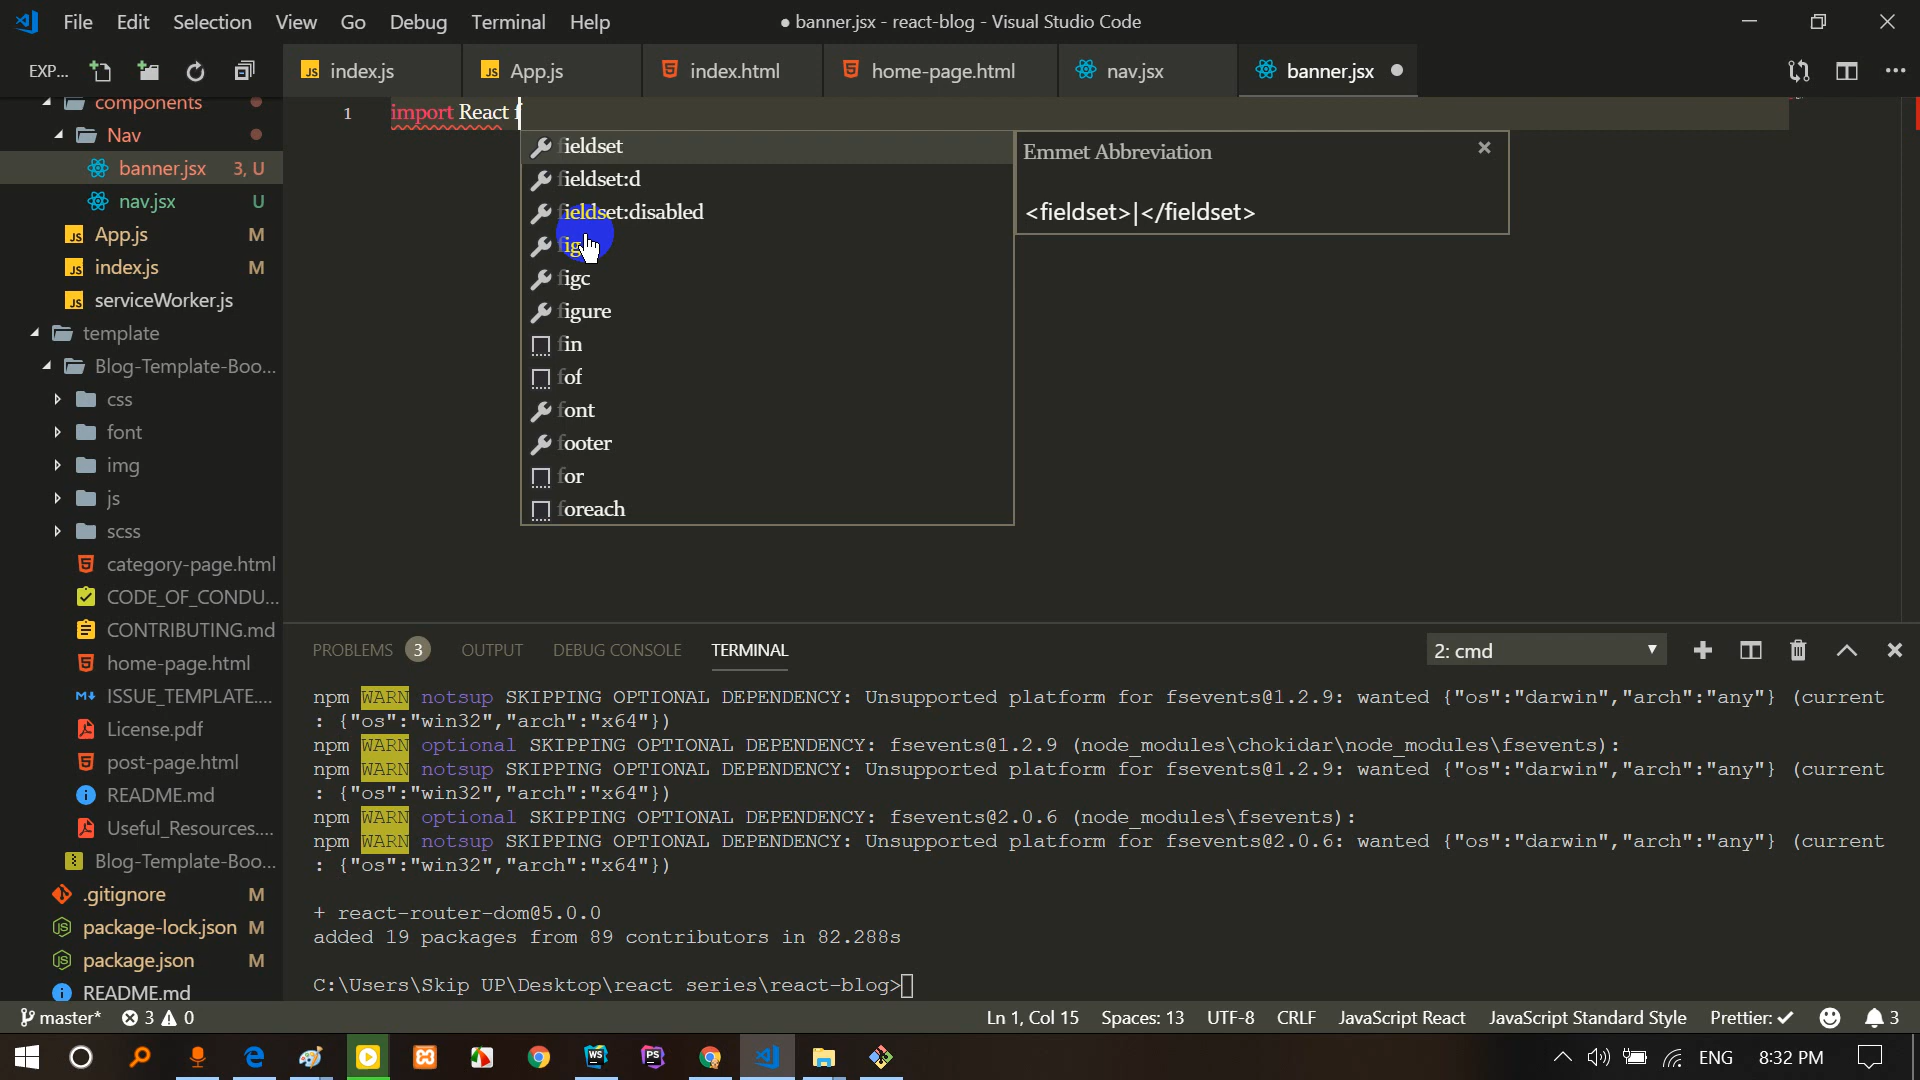 File Edit Selection View Go Debug Terminal Help
● banner.jsx - react-blog - Visual Studio Code
EXP...
index.js
App.js
index.html
home-page.html
nav.jsx
banner.jsx
components
Nav
banner.jsx 3, U
nav.jsx U
App.js M
index.js M
serviceWorker.js
template
Blog-Template-Boo...
css
font
img
js
scss
category-page.html
CODE_OF_CONDU...
CONTRIBUTING.md
home-page.html
ISSUE_TEMPLATE...
License.pdf
post-page.html
README.md
Useful_Resources....
Blog-Template-Boo...
.gitignore M
package-lock.json M
package.json M
README.md
1 import React f
fieldset
fieldset:d
fieldset:disabled
figc
figure
fin
fof
font
footer
for
foreach
Emmet Abbreviation
<fieldset>|</fieldset>
PROBLEMS 3 OUTPUT DEBUG CONSOLE TERMINAL
2: cmd
npm WARN notsup SKIPPING OPTIONAL DEPENDENCY: Unsupported platform for fsevents@1.2.9: wanted {"os":"darwin","arch":"any"} (current
: {"os":"win32","arch":"x64"})
npm WARN optional SKIPPING OPTIONAL DEPENDENCY: fsevents@1.2.9 (node_modules\chokidar\node_modules\fsevents):
npm WARN notsup SKIPPING OPTIONAL DEPENDENCY: Unsupported platform for fsevents@1.2.9: wanted {"os":"darwin","arch":"any"} (current
: {"os":"win32","arch":"x64"})
npm WARN optional SKIPPING OPTIONAL DEPENDENCY: fsevents@2.0.6 (node_modules\fsevents):
npm WARN notsup SKIPPING OPTIONAL DEPENDENCY: Unsupported platform for fsevents@2.0.6: wanted {"os":"darwin","arch":"any"} (current
: {"os":"win32","arch":"x64"})
+ react-router-dom@5.0.0
added 19 packages from 89 contributors in 82.288s
C:\Users\Skip UP\Desktop\react series\react-blog>
master* 3 0
Ln 1, Col 15 Spaces: 13 UTF-8 CRLF JavaScript React JavaScript Standard Style Prettier: ✓ 3
ENG 8:32 PM